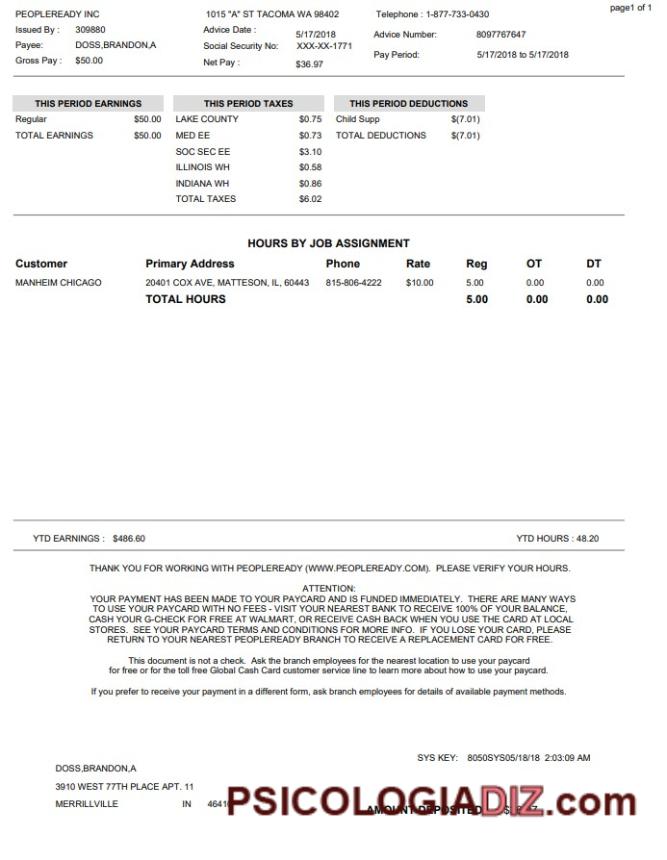 page1 of 1
PEOPLEREADY INC 1015 "A" ST TACOMA WA 98402 Telephone : 1-877-733-0430
Issued By : 309880 Advice Date : 5/17/2018 Advice Number: 8097767647
Payee: DOSS,BRANDON,A Social Security No: XXX-XX-1771 Pay Period: 5/17/2018 to 5/17/2018
Gross Pay : $50.00 Net Pay : $36.97
THIS PERIOD EARNINGS THIS PERIOD TAXES THIS PERIOD DEDUCTIONS
Regular $50.00 LAKE COUNTY $0.75 Child Supp $(7.01)
TOTAL EARNINGS $50.00 MED EE $0.73 TOTAL DEDUCTIONS $(7.01)
SOC SEC EE $3.10
ILLINOIS WH $0.58
INDIANA WH $0.86
TOTAL TAXES $6.02
HOURS BY JOB ASSIGNMENT
Customer Primary Address Phone Rate Reg OT DT
MANHEIM CHICAGO 20401 COX AVE, MATTESON, IL, 60443 815-806-4222 $10.00 5.00 0.00 0.00
TOTAL HOURS 5.00 0.00 0.00
YTD EARNINGS : $486.60 YTD HOURS : 48.20
THANK YOU FOR WORKING WITH PEOPLEREADY (WWW.PEOPLEREADY.COM). PLEASE VERIFY YOUR HOURS.
ATTENTION:
YOUR PAYMENT HAS BEEN MADE TO YOUR PAYCARD AND IS FUNDED IMMEDIATELY. THERE ARE MANY WAYS
TO USE YOUR PAYCARD WITH NO FEES - VISIT YOUR NEAREST BANK TO RECEIVE 100% OF YOUR BALANCE,
CASH YOUR G-CHECK FOR FREE AT WALMART, OR RECEIVE CASH BACK WHEN YOU USE THE CARD AT LOCAL
STORES. SEE YOUR PAYCARD TERMS AND CONDITIONS FOR MORE INFO. IF YOU LOSE YOUR CARD, PLEASE
RETURN TO YOUR NEAREST PEOPLEREADY BRANCH TO RECEIVE A REPLACEMENT CARD FOR FREE.
This document is not a check. Ask the branch employees for the nearest location to use your paycard
for free or for the toll free Global Cash Card customer service line to learn more about how to use your paycard.
If you prefer to receive your payment in a different form, ask branch employees for details of available payment methods.
SYS KEY: 8050SYS05/18/18 2:03:09 AM
DOSS,BRANDON,A
3910 WEST 77TH PLACE APT. 11
MERRILLVILLE IN
AMOUNT DEPOSITED
PSICOLOGIADIZ.com